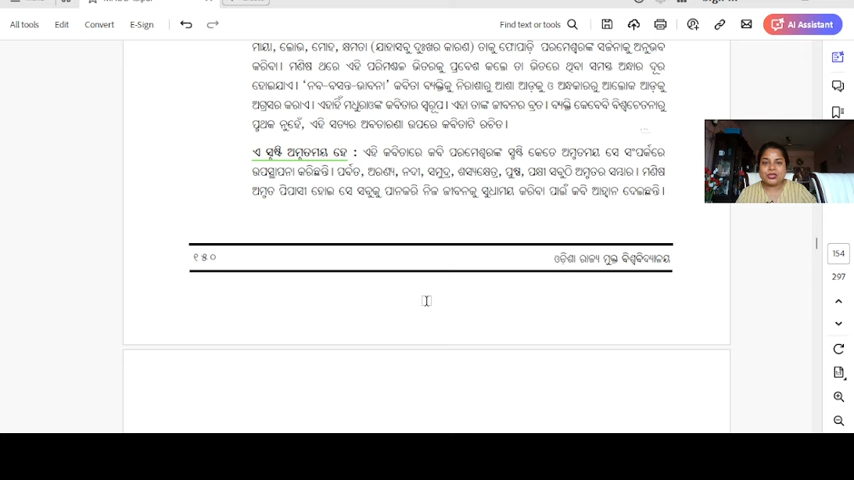 All tools Edit Convert E-Sign Find text or tools AI Assistant
ମାୟା, ଲୋଭ, ମୋହ, କ୍ଷମତା (ଯାହାସବୁ ଦୁଃଖର କାରଣ) ତାକୁ ଫୋପାଡ଼ି ପରମେଶ୍ବରଙ୍କ ସର୍ଜନାକୁ ଅନୁଭବ
କରିବା। ମଣିଷ ଥରେ ଏହି ପରିମଣ୍ଡଳ ଭିତରକୁ ପ୍ରବେଶ କଲେ ତା ଭିତରେ ଥିବା ସମସ୍ତ ଅନ୍ଧାର ଦୂର
ହୋଇଯାଏ। 'ନବ-ବସନ୍ତ-ଭାବନା' କବିତା ବ୍ୟକ୍ତିକୁ ନିରାଶାରୁ ଆଶା ଆଡ଼କୁ ଓ ଅନ୍ଧକାରରୁ ଆଲୋକ ଆଡ଼କୁ
ଅଗ୍ରସର କରାଏ। ଏହାହିଁ ମଧୁରାଓଙ୍କ କବିତାର ସ୍ୱରୂପ। ଏହା ତାଙ୍କ ଜୀବନର ବ୍ରତ। ବ୍ୟକ୍ତି କେବେବି ବିଶ୍ୱଚେତନାରୁ
ପୃଥକ ନୁହେଁ, ଏହି ସତ୍ୟର ଅବତାରଣା ଉପରେ କବିତାଟି ରଚିତ।
ଏ ସୃଷ୍ଟି ଅମୃତମୟ ହେ : ଏହି କବିତାରେ କବି ପରମେଶ୍ୱରଙ୍କ ସୃଷ୍ଟି କେତେ ଅମୃତମୟ ସେ ସଂପର୍କରେ
ଉପସ୍ଥାପନା କରିଛନ୍ତି। ପର୍ବତ, ଅରଣ୍ୟ, ନଦୀ, ସମୁଦ୍ର, ଶସ୍ୟକ୍ଷେତ୍ର, ପୁଷ୍ପ, ପକ୍ଷୀ ସବୁଠି ଅମୃତର ସମ୍ଭାର। ମଣିଷ
ଅମୃତ ପିପାସୀ ହୋଇ ସେ ସବୁକୁ ପାନକରି ନିଜ ଜୀବନକୁ ସୁଧାମୟ କରିବା ପାଇଁ କବି ଆହ୍ୱାନ ଦେଇଛନ୍ତି।
୧୫୦ ଓଡ଼ିଶା ରାଜ୍ୟ ମୁକ୍ତ ବିଶ୍ୱବିଦ୍ୟାଳୟ
154
297